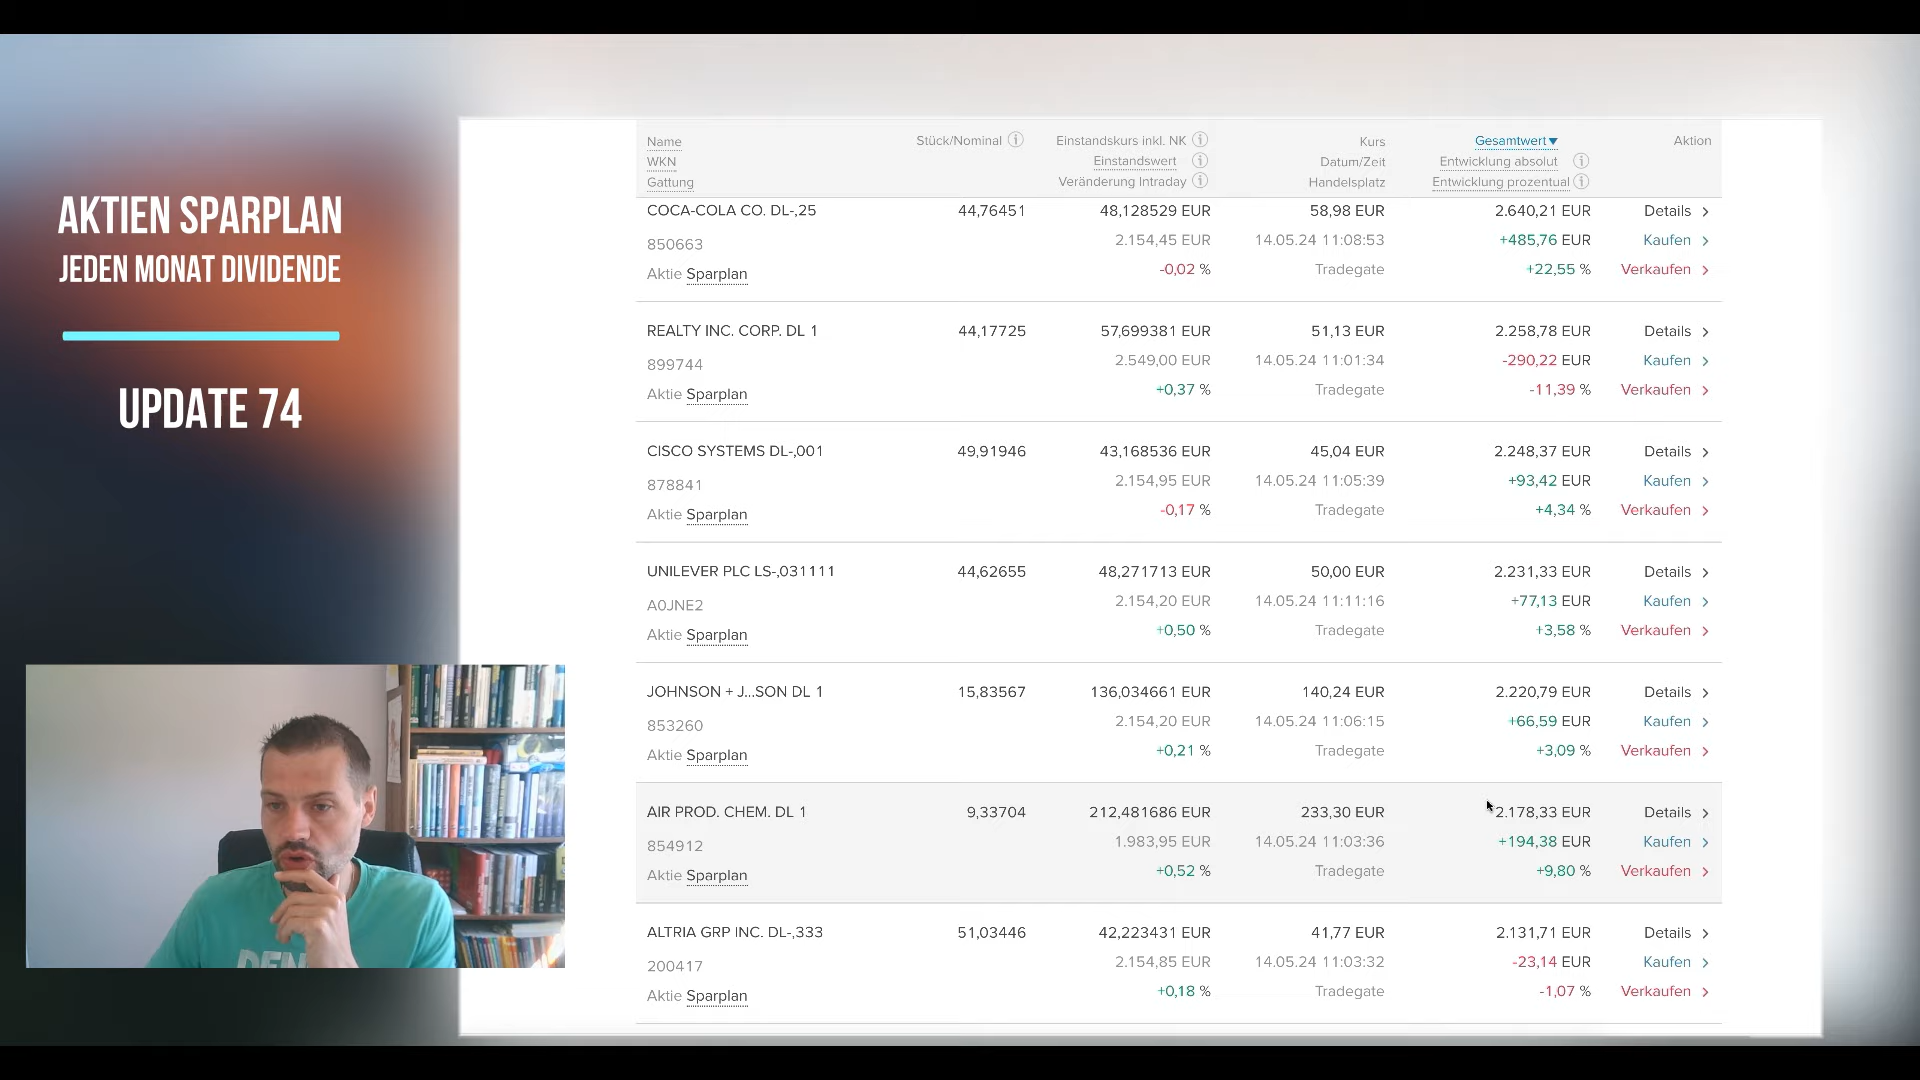 AKTIEN SPARPLAN
JEDEN MONAT DIVIDENDE
UPDATE 74
Name Stück/Nominal Einstandskurs inkl. NK Kurs Gesamtwert▼ Aktion
WKN Einstandswert Datum/Zeit Entwicklung absolut
Gattung Veränderung Intraday Handelsplatz Entwicklung prozentual
COCA-COLA CO. DL-,25 44,76451 48,128529 EUR 58,98 EUR 2.640,21 EUR Details
850663 2.154,45 EUR 14.05.24 11:08:53 +485,76 EUR Kaufen
Aktie Sparplan -0,02 % Tradegate +22,55 % Verkaufen
REALTY INC. CORP. DL 1 44,17725 57,699381 EUR 51,13 EUR 2.258,78 EUR Details
899744 2.549,00 EUR 14.05.24 11:01:34 -290,22 EUR Kaufen
Aktie Sparplan +0,37 % Tradegate -11,39 % Verkaufen
CISCO SYSTEMS DL-,001 49,91946 43,168536 EUR 45,04 EUR 2.248,37 EUR Details
878841 2.154,95 EUR 14.05.24 11:05:39 +93,42 EUR Kaufen
Aktie Sparplan -0,17 % Tradegate +4,34 % Verkaufen
UNILEVER PLC LS-,031111 44,62655 48,271713 EUR 50,00 EUR 2.231,33 EUR Details
A0JNE2 2.154,20 EUR 14.05.24 11:11:16 +77,13 EUR Kaufen
Aktie Sparplan +0,50 % Tradegate +3,58 % Verkaufen
JOHNSON + J...SON DL 1 15,83567 136,034661 EUR 140,24 EUR 2.220,79 EUR Details
853260 2.154,20 EUR 14.05.24 11:06:15 +66,59 EUR Kaufen
Aktie Sparplan +0,21 % Tradegate +3,09 % Verkaufen
AIR PROD. CHEM. DL 1 9,33704 212,481686 EUR 233,30 EUR 2.178,33 EUR Details
854912 1.983,95 EUR 14.05.24 11:03:36 +194,38 EUR Kaufen
Aktie Sparplan +0,52 % Tradegate +9,80 % Verkaufen
ALTRIA GRP INC. DL-,333 51,03446 42,223431 EUR 41,77 EUR 2.131,71 EUR Details
200417 2.154,85 EUR 14.05.24 11:03:32 -23,14 EUR Kaufen
Aktie Sparplan +0,18 % Tradegate -1,07 % Verkaufen